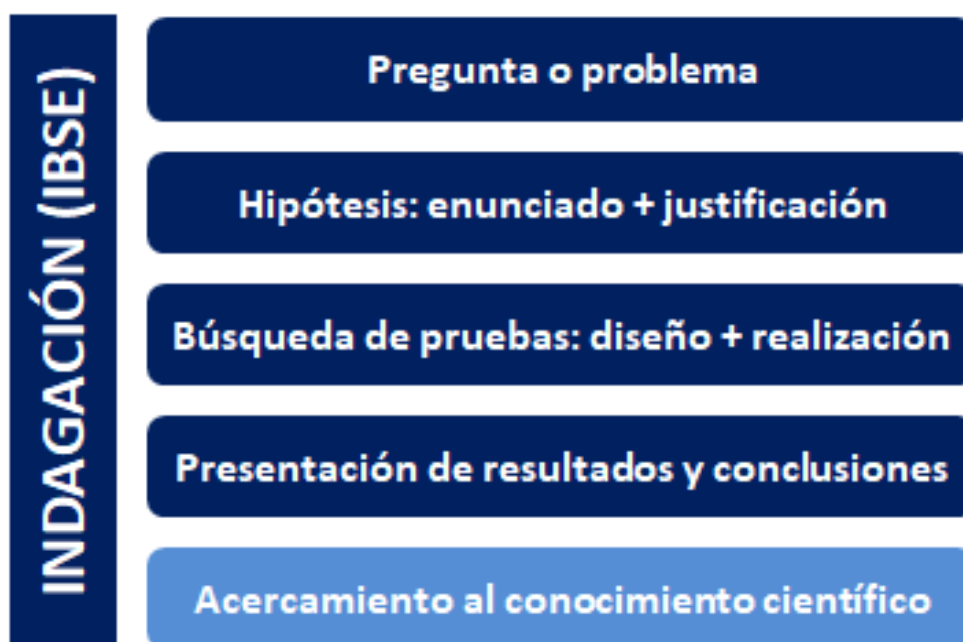 INDAGACIÓN (IBSE)
Pregunta o problema
Hipótesis: enunciado + justificación
Búsqueda de pruebas: diseño + realización
Presentación de resultados y conclusiones
Acercamiento al conocimiento científico